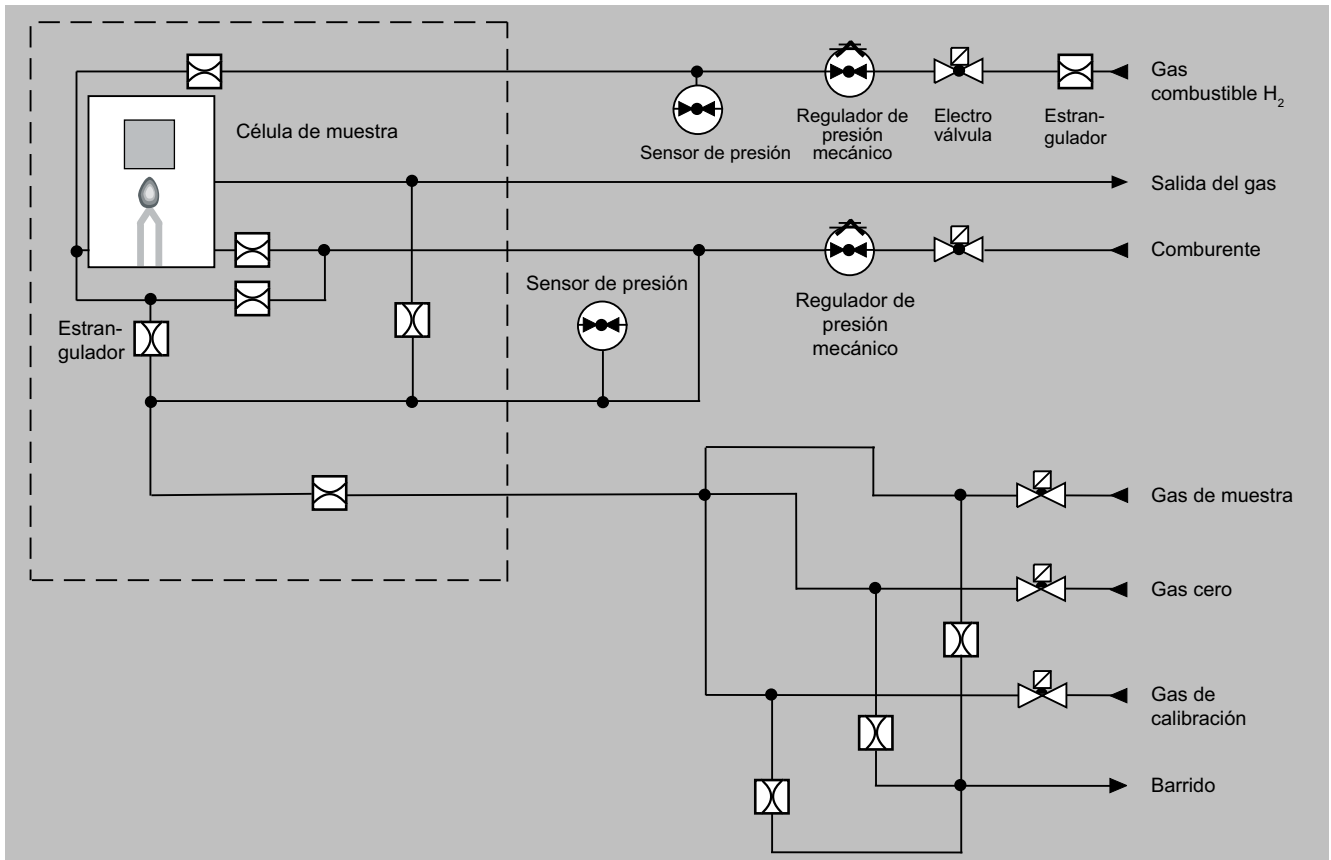 Gas
combustible H₂
Célula de muestra
Sensor de presión
Regulador de
presión
mecánico
Electro
válvula
Estran-
gulador
Salida del gas
Comburente
Sensor de presión
Regulador de
presión
mecánico
Estran-
gulador
Gas de muestra
Gas cero
Gas de
calibración
Barrido